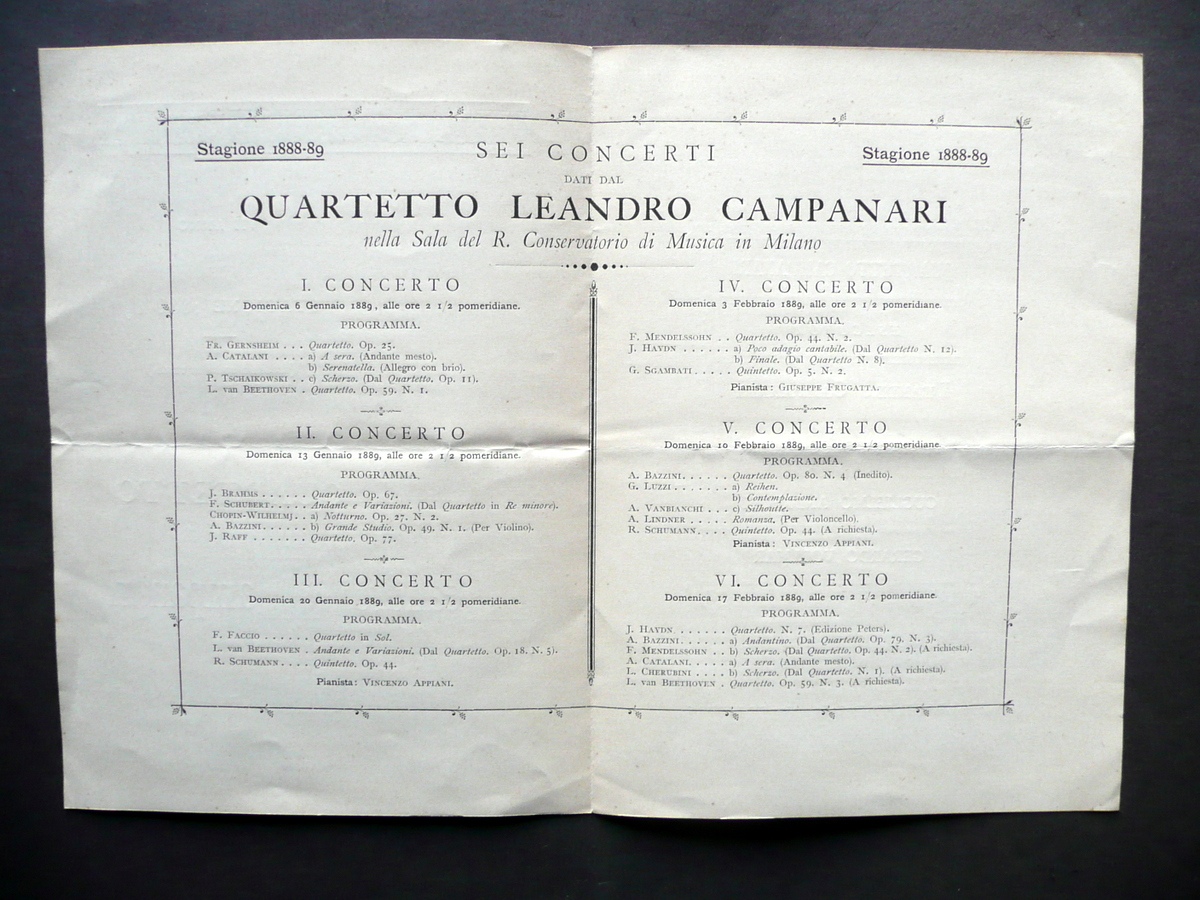 Stagione 1888-89
SEI CONCERTI
Stagione 1888-89
DATI DAL
QUARTETTO LEANDRO CAMPANARI
nella Sala del R. Conservatorio di Musica in Milano
I. CONCERTO
Domenica 6 Gennaio 1889, alle ore 2 1/2 pomeridiane.
PROGRAMMA.
FR. GERNSHEIM . . . Quartetto. Op. 25.
A. CATALANI . . . . a) A sera. (Andante mesto).
b) Serenatella. (Allegro con brio).
P. TSCHAIKOWSKI . . c) Scherzo. (Dal Quartetto. Op. 11).
L. van BEETHOVEN . Quartetto. Op. 59. N. 1.
II. CONCERTO
Domenica 13 Gennaio 1889, alle ore 2 1/2 pomeridiane.
PROGRAMMA.
J. BRAHMS . . . . . . Quartetto. Op. 67.
F. SCHUBERT. . . . . Andante e Variazioni. (Dal Quartetto in Re minore).
CHOPIN-WILHELMJ . . a) Notturno. Op. 27. N. 2.
A. BAZZINI. . . . . . b) Grande Studio. Op. 49. N. 1. (Per Violino).
J. RAFF . . . . . . . Quartetto. Op. 77.
III. CONCERTO
Domenica 20 Gennaio 1889, alle ore 2 1/2 pomeridiane.
PROGRAMMA.
F. FACCIO . . . . . . Quartetto in Sol.
L. van BEETHOVEN . Andante e Variazioni. (Dal Quartetto. Op. 18. N. 5).
R. SCHUMANN. . . . Quintetto. Op. 44.
Pianista: VINCENZO APPIANI.
IV. CONCERTO
Domenica 3 Febbraio 1889, alle ore 2 1/2 pomeridiane.
PROGRAMMA.
F. MENDELSSOHN . . Quartetto. Op. 44. N. 2.
J. HAYDN . . . . . . a) Poco adagio cantabile. (Dal Quartetto N. 12).
b) Finale. (Dal Quartetto N. 8).
G. SGAMBATI . . . . . Quintetto. Op. 5. N. 2.
Pianista: GIUSEPPE FRUGATTA.
V. CONCERTO
Domenica 10 Febbraio 1889, alle ore 2 1/2 pomeridiane.
PROGRAMMA.
A. BAZZINI. . . . . . Quartetto. Op. 80. N. 4 (Inedito).
G. LUZZI . . . . . . . a) Reihen.
b) Contemplazione.
A. VANBIANCHI . . . c) Silhoutte.
A. LINDNER . . . . . Romanza. (Per Violoncello).
R. SCHUMANN. . . . Quintetto. Op. 44. (A richiesta).
Pianista: VINCENZO APPIANI.
VI. CONCERTO
Domenica 17 Febbraio 1889, alle ore 2 1/2 pomeridiane.
PROGRAMMA.
J. HAYDN . . . . . . Quartetto. N. 7. (Edizione Peters).
A. BAZZINI. . . . . . a) Andantino. (Dal Quartetto. Op. 79. N. 3).
F. MENDELSSOHN . . b) Scherzo. (Dal Quartetto. Op. 44. N. 2). (A richiesta).
A. CATALANI. . . . . a) A sera. (Andante mesto).
L. CHERUBINI . . . . b) Scherzo. (Dal Quartetto. N. 1). (A richiesta).
L. van BEETHOVEN . Quartetto. Op. 59. N. 3. (A richiesta).